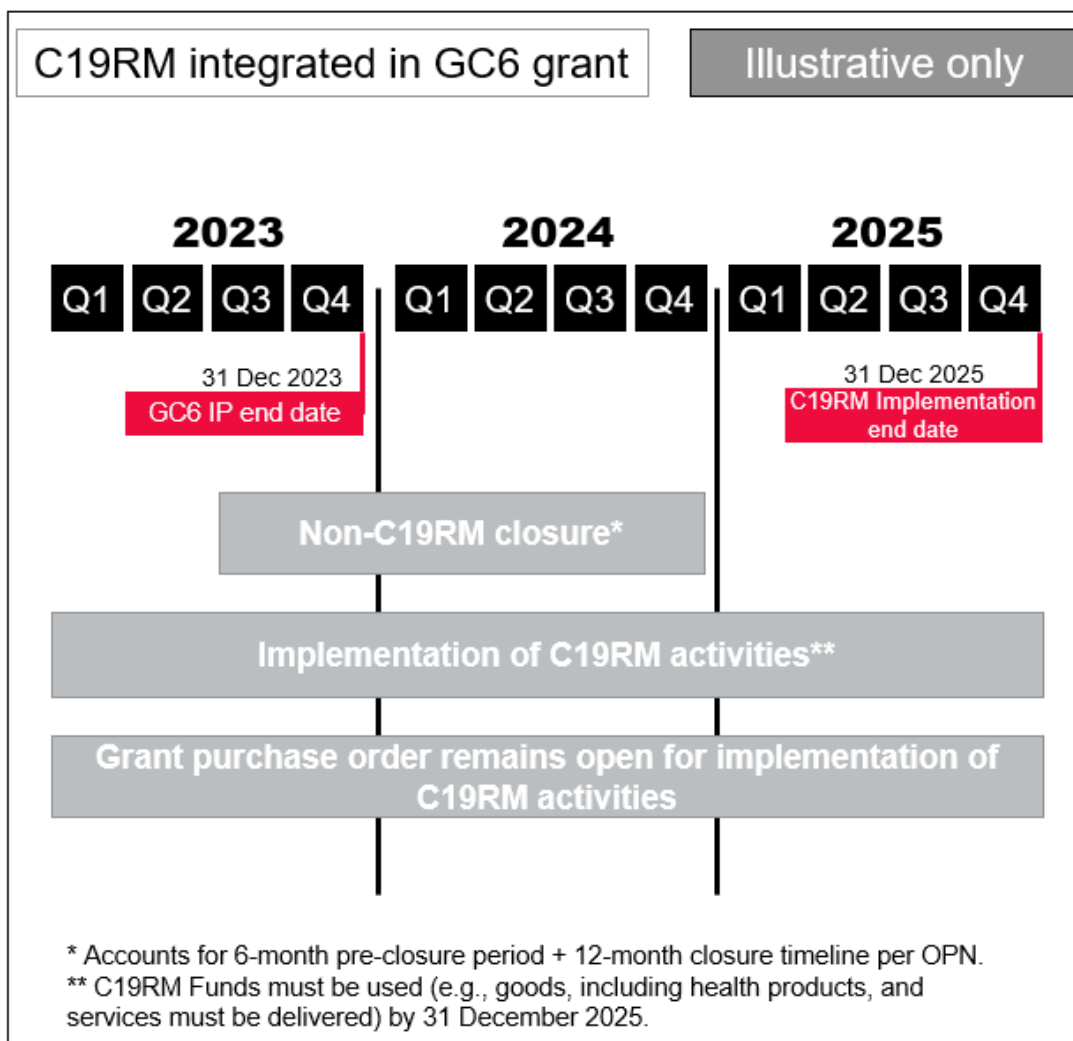 C19RM integrated in GC6 grant
Illustrative only
2023 2024 2025
Q1 Q2 Q3 Q4 Q1 Q2 Q3 Q4 Q1 Q2 Q3 Q4
31 Dec 2023
GC6 IP end date
31 Dec 2025
C19RM Implementation
end date
Non-C19RM closure*
Implementation of C19RM activities**
Grant purchase order remains open for implementation of
C19RM activities
* Accounts for 6-month pre-closure period + 12-month closure timeline per OPN.
** C19RM Funds must be used (e.g., goods, including health products, and
services must be delivered) by 31 December 2025.